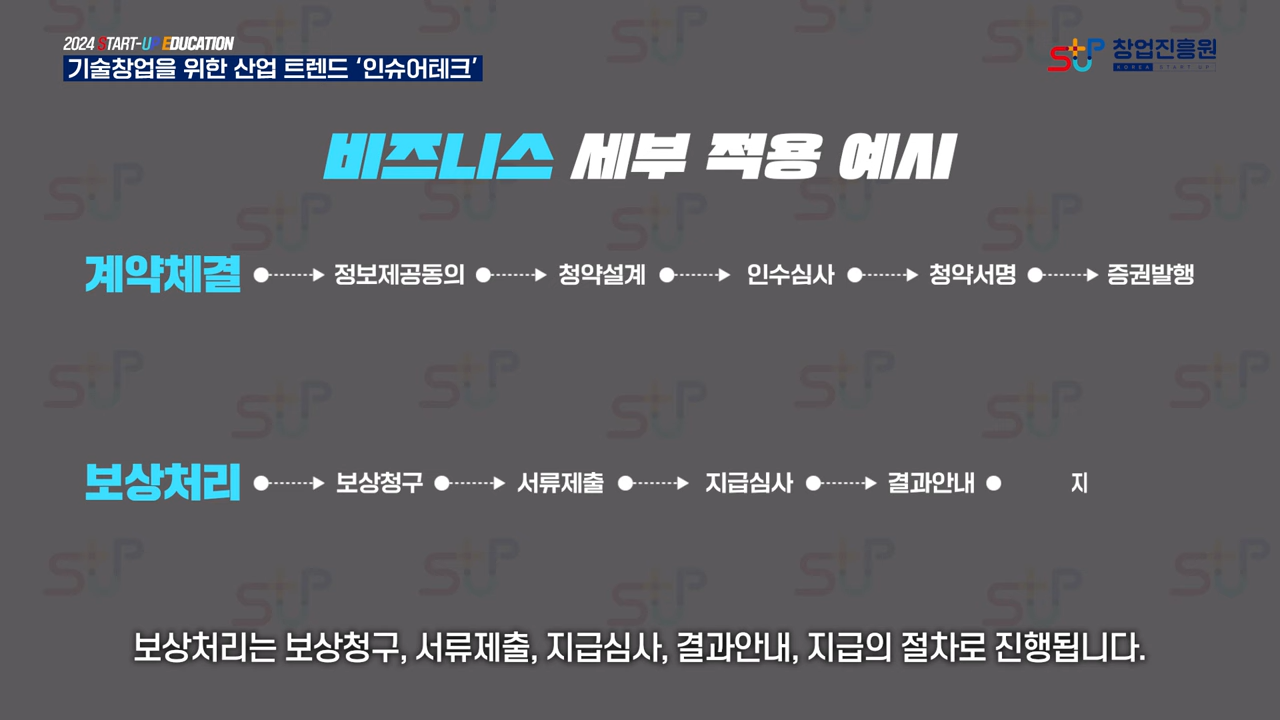 2024 START-UP EDUCATION
기술창업을 위한 산업 트렌드 ‘인슈어테크’
STUP 창업진흥원
KOREA START UP
비즈니스 세부 적용 예시
계약체결 정보제공동의 청약설계 인수심사 청약서명 증권발행
보상처리 보상청구 서류제출 지급심사 결과안내 지
보상처리는 보상청구, 서류제출, 지급심사, 결과안내, 지급의 절차로 진행됩니다.